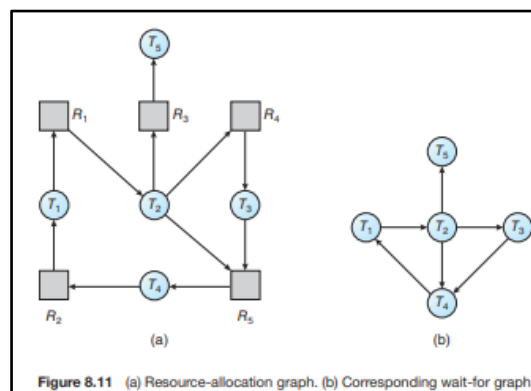 T5
R1
R3
R4
T5
T1
T2
T3
T1
T2
T3
T4
T4
R2
R5
(a)
(b)
Figure 8.11 (a) Resource-allocation graph. (b) Corresponding wait-for graph